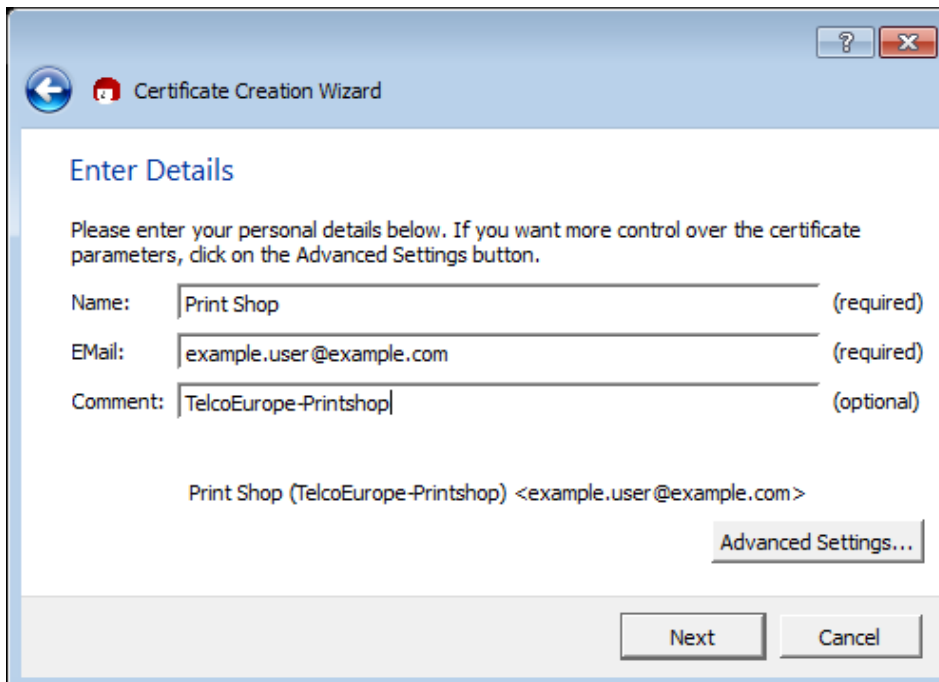 Certificate Creation Wizard
Enter Details
Please enter your personal details below. If you want more control over the certificate
parameters, click on the Advanced Settings button.
Name: Print Shop (required)
EMail: example.user@example.com (required)
Comment: TelcoEurope-Printshop (optional)
Print Shop (TelcoEurope-Printshop) <example.user@example.com>
Advanced Settings...
Next Cancel